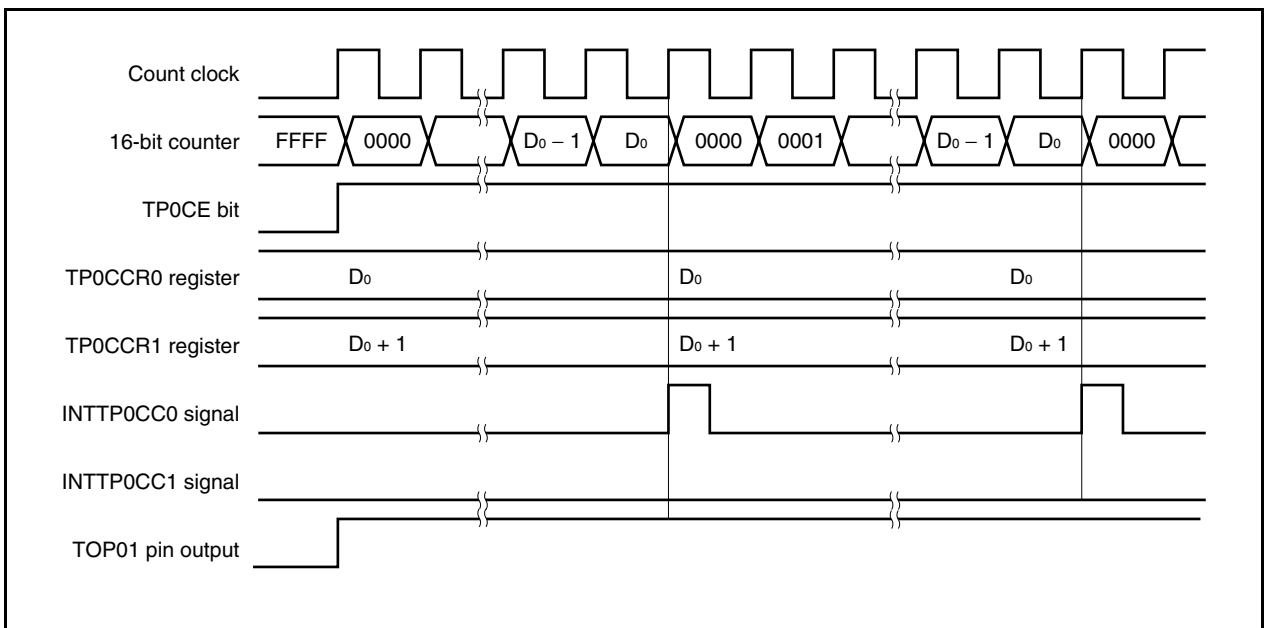 Count clock
16-bit counter FFFF 0000 D₀ − 1 D₀ 0000 0001 D₀ − 1 D₀ 0000
TP0CE bit
TP0CCR0 register D₀ D₀ D₀
TP0CCR1 register D₀ + 1 D₀ + 1 D₀ + 1
INTTP0CC0 signal
INTTP0CC1 signal
TOP01 pin output